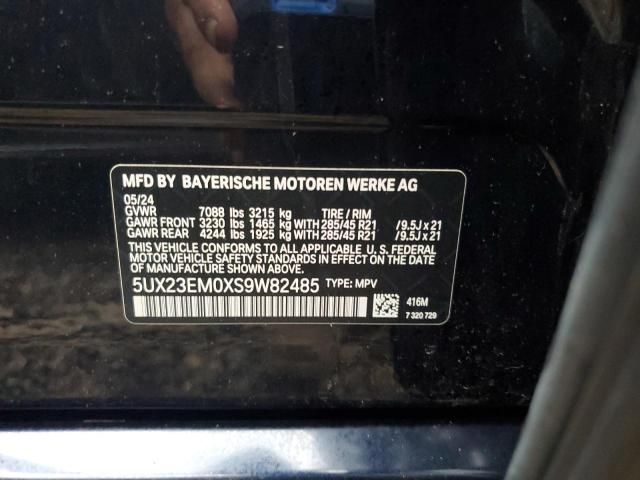 MFD BY BAYERISCHE MOTOREN WERKE AG
05/24
GVWR 7088 lbs 3215 kg TIRE / RIM
GAWR FRONT 3230 lbs 1465 kg WITH 285/45 R21 /9.5J x 21
GAWR REAR 4244 lbs 1925 kg WITH 285/45 R21 /9.5J x 21
THIS VEHICLE CONFORMS TO ALL APPLICABLE U. S. FEDERAL
MOTOR VEHICLE SAFETY STANDARDS IN EFFECT ON THE
DATE OF MANUFACTURE SHOWN ABOVE.
5UX23EM0XS9W82485 TYPE: MPV
416M
7 320 729